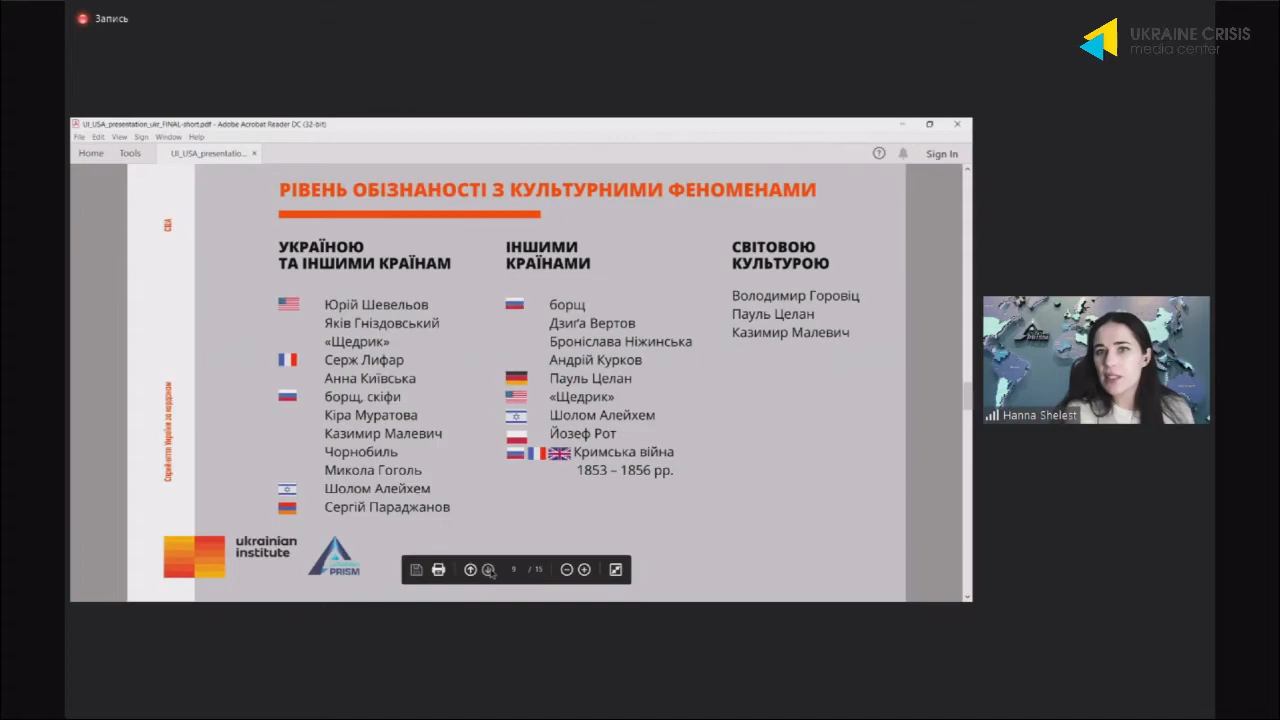 Запись
UKRAINE CRISIS
media center
UI_USA_presentation_ukr_FINAL-short.pdf - Adobe Acrobat Reader DC (32-bit)
File Edit View Sign Window Help
Home Tools UI_USA_presentatio... × Sign In
РІВЕНЬ ОБІЗНАНОСТІ З КУЛЬТУРНИМИ ФЕНОМЕНАМИ
США
Сприйняття України за кордоном
УКРАЇНОЮ
ТА ІНШИМИ КРАЇНАМ
Юрій Шевельов
Яків Гніздовський
«Щедрик»
Серж Лифар
Анна Київська
борщ, скіфи
Кіра Муратова
Казимир Малевич
Чорнобиль
Микола Гоголь
Шолом Алейхем
Сергій Параджанов
ІНШИМИ
КРАЇНАМИ
борщ
Дзиґа Вертов
Броніслава Ніжинська
Андрій Курков
Пауль Целан
«Щедрик»
Шолом Алейхем
Йозеф Рот
Кримська війна
1853 – 1856 рр.
СВІТОВОЮ
КУЛЬТУРОЮ
Володимир Горовіц
Пауль Целан
Казимир Малевич
ukrainian
institute
PRISM
9 / 15
Hanna Shelest